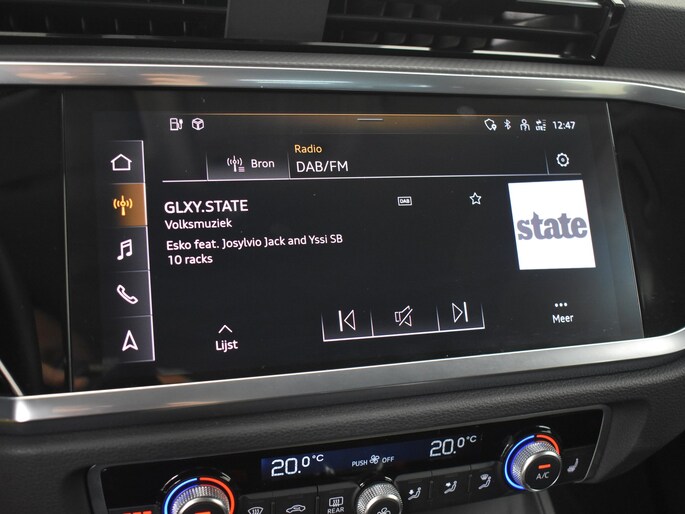 12:47
Radio
Bron
DAB/FM
GLXY.STATE
DAB
Volksmuziek
Esko feat. Josylvio Jack and Yssi SB
10 racks
state
Lijst
Meer
20.0°C
PUSH OFF
20.0°C
REAR
A/C